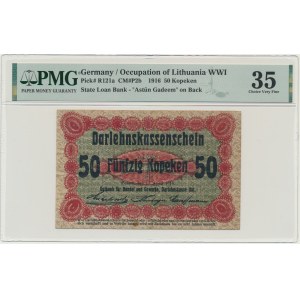 PMG
PAPER MONEY GUARANTY
Germany / Occupation of Lithuania WWI
Pick# R121a CM#P2b 1916 50 Kopeken
State Loan Bank - "Astūn Gadeem" on Back
35
Choice Very Fine
Darlehnskassenschein
50 Fünfzig Kopeken 50